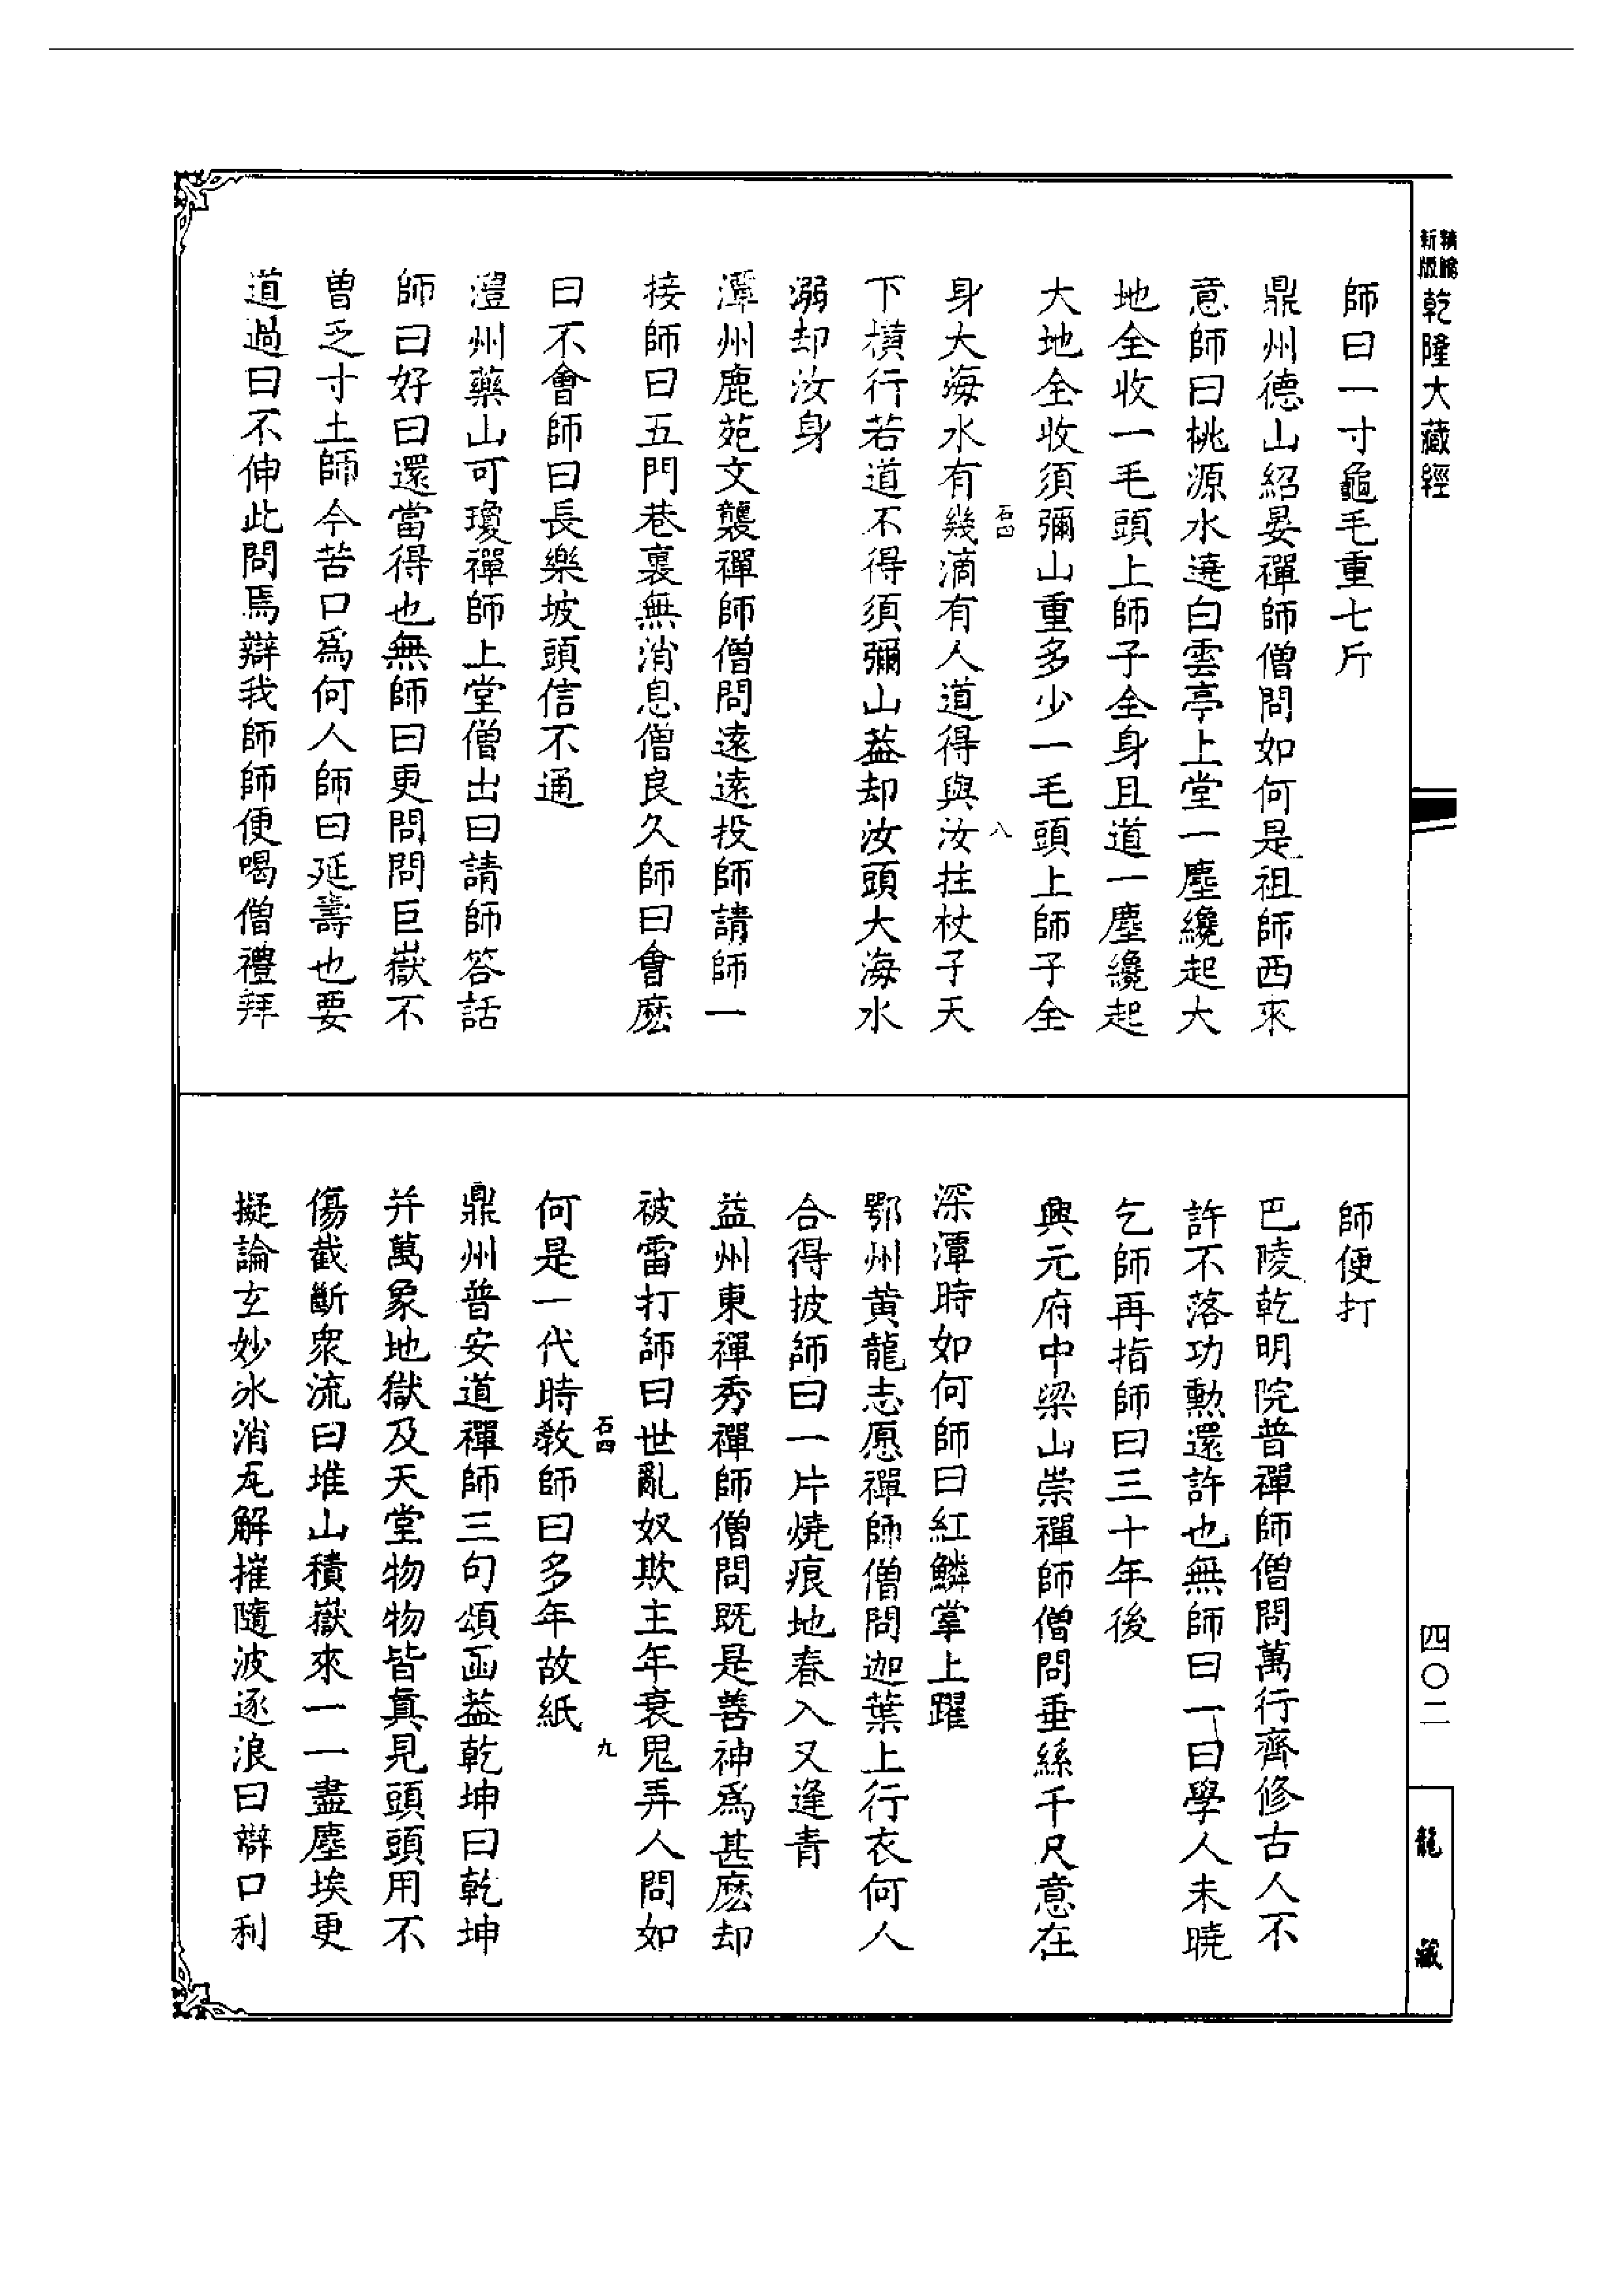 精繪
新版
乾隆大藏經
師曰一寸龜毛重七斤
鼎州德山紹晏禪師僧問如何是祖師西來
意師曰桃源水遶白雲亭上堂一塵纔起大
地全收一毛頭上師子全身且道一塵纔起
大地全收須彌山重多少一毛頭上師子全
石四
八
身大海水有幾滴有人道得與汝拄杖子天
下橫行若道不得須彌山葢却汝頭大海水
溺却汝身
潭州鹿苑文襲禪師僧問遠遠投師請師一
接師曰五門巷裏無消息僧良久師曰會麽
曰不會師曰長樂坡頭信不通
澧州藥山可瓊禪師上堂僧出曰請師答話
師曰好曰還當得也無師曰更問問巨嶽不
曾乏寸土師今苦口爲何人師曰延壽也要
道過曰不伸此問焉辯我師師便喝僧禮拜
師便打
巴陵乾明院普禪師僧問萬行齊修古人不
許不落功勲還許也無師曰一曰學人未曉
乞師再指師曰三十年後
興元府中梁山崇禪師僧問垂絲千尺意在
深潭時如何師曰紅鱗掌上躍
鄂州黄龍志愿禪師僧問迦葉上行衣何人
合得披師曰一片燒痕地春入又逢青
益州東禪秀禪師僧問既是善神爲甚麽却
被雷打師曰世亂奴欺主年衰鬼弄人問如
石四
九
何是一代時教師曰多年故紙
鼎州普安道禪師三句頌函葢乾坤曰乾坤
并萬象地獄及天堂物物皆眞見頭頭用不
傷截斷衆流曰堆山積嶽來一一盡塵埃更
擬論玄妙氷消瓦解摧隨波逐浪曰辯口利
四〇二
龍藏